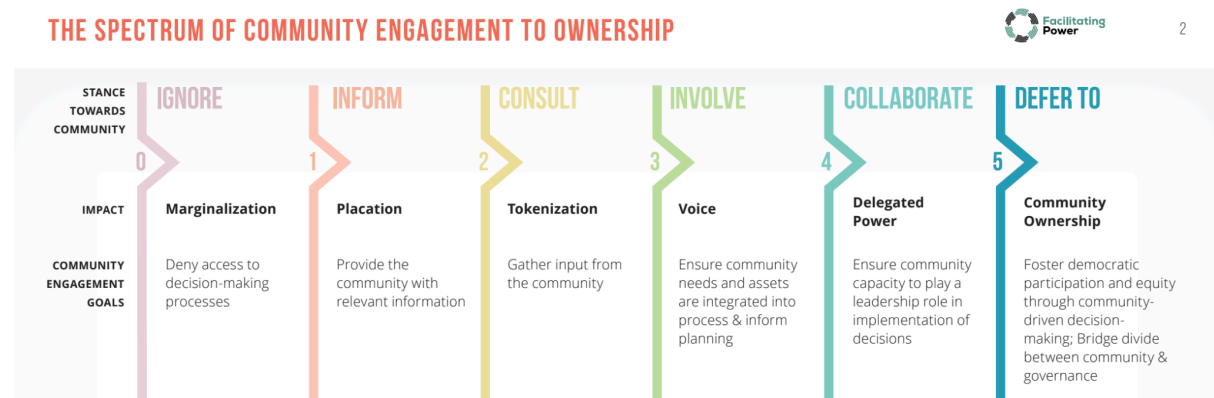 THE SPECTRUM OF COMMUNITY ENGAGEMENT TO OWNERSHIP
Facilitating
Power
2
STANCE
TOWARDS
COMMUNITY
IGNORE
INFORM
CONSULT
INVOLVE
COLLABORATE
DEFER TO
0
1
2
3
4
5
IMPACT
Marginalization
Placation
Tokenization
Voice
Delegated
Power
Community
Ownership
COMMUNITY
ENGAGEMENT
GOALS
Deny access to
decision-making
processes
Provide the
community with
relevant information
Gather input from
the community
Ensure community
needs and assets
are integrated into
process & inform
planning
Ensure community
capacity to play a
leadership role in
implementation of
decisions
Foster democratic
participation and equity
through community-
driven decision-
making; Bridge divide
between community &
governance